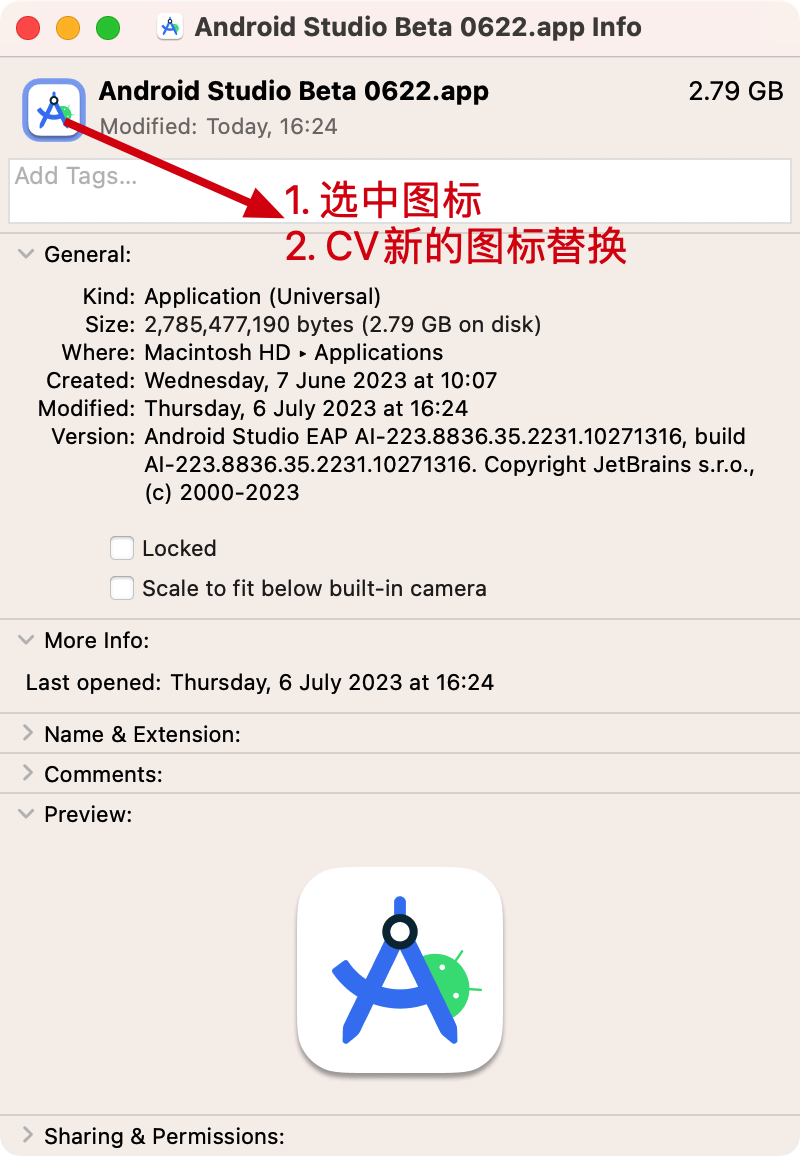 Android Studio Beta 0622.app Info
Android Studio Beta 0622.app 2.79 GB
Modified: Today, 16:24
Add Tags...
1. 选中图标
2. CV新的图标替换
General:
Kind: Application (Universal)
Size: 2,785,477,190 bytes (2.79 GB on disk)
Where: Macintosh HD ▸ Applications
Created: Wednesday, 7 June 2023 at 10:07
Modified: Thursday, 6 July 2023 at 16:24
Version: Android Studio EAP AI-223.8836.35.2231.10271316, build
AI-223.8836.35.2231.10271316. Copyright JetBrains s.r.o.,
(c) 2000-2023
Locked
Scale to fit below built-in camera
More Info:
Last opened: Thursday, 6 July 2023 at 16:24
Name & Extension:
Comments:
Preview:
Sharing & Permissions: